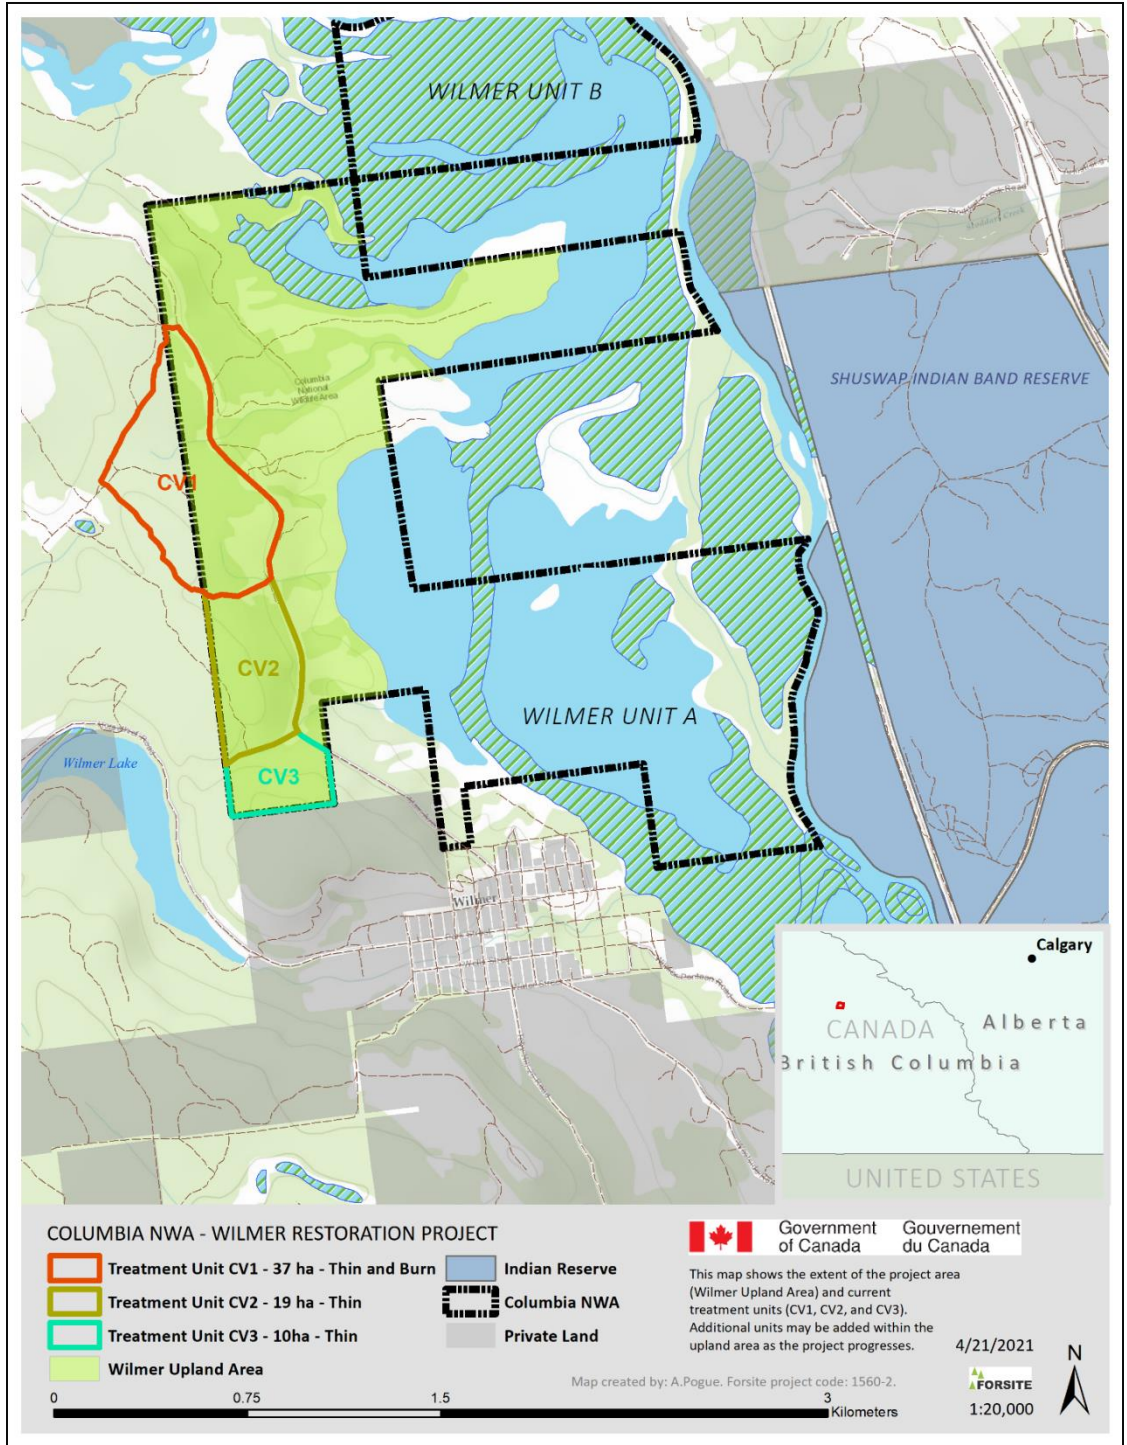 WILMER UNIT B
SHUSWAP INDIAN BAND RESERVE
Columbia
National
Wildlife Area
CV1
CV2
WILMER UNIT A
Wilmer Lake
CV3
Wilmer
Calgary
CANADA
Alberta
British Columbia
UNITED STATES
COLUMBIA NWA - WILMER RESTORATION PROJECT
Treatment Unit CV1 - 37 ha - Thin and Burn
Treatment Unit CV2 - 19 ha - Thin
Treatment Unit CV3 - 10ha - Thin
Wilmer Upland Area
Indian Reserve
Columbia NWA
Private Land
Government
of Canada
Gouvernement
du Canada
This map shows the extent of the project area
(Wilmer Upland Area) and current
treatment units (CV1, CV2, and CV3).
Additional units may be added within the
upland area as the project progresses.
4/21/2021
N
Map created by: A.Pogue. Forsite project code: 1560-2.
FORSITE
1:20,000
0 0.75 1.5 3
Kilometers